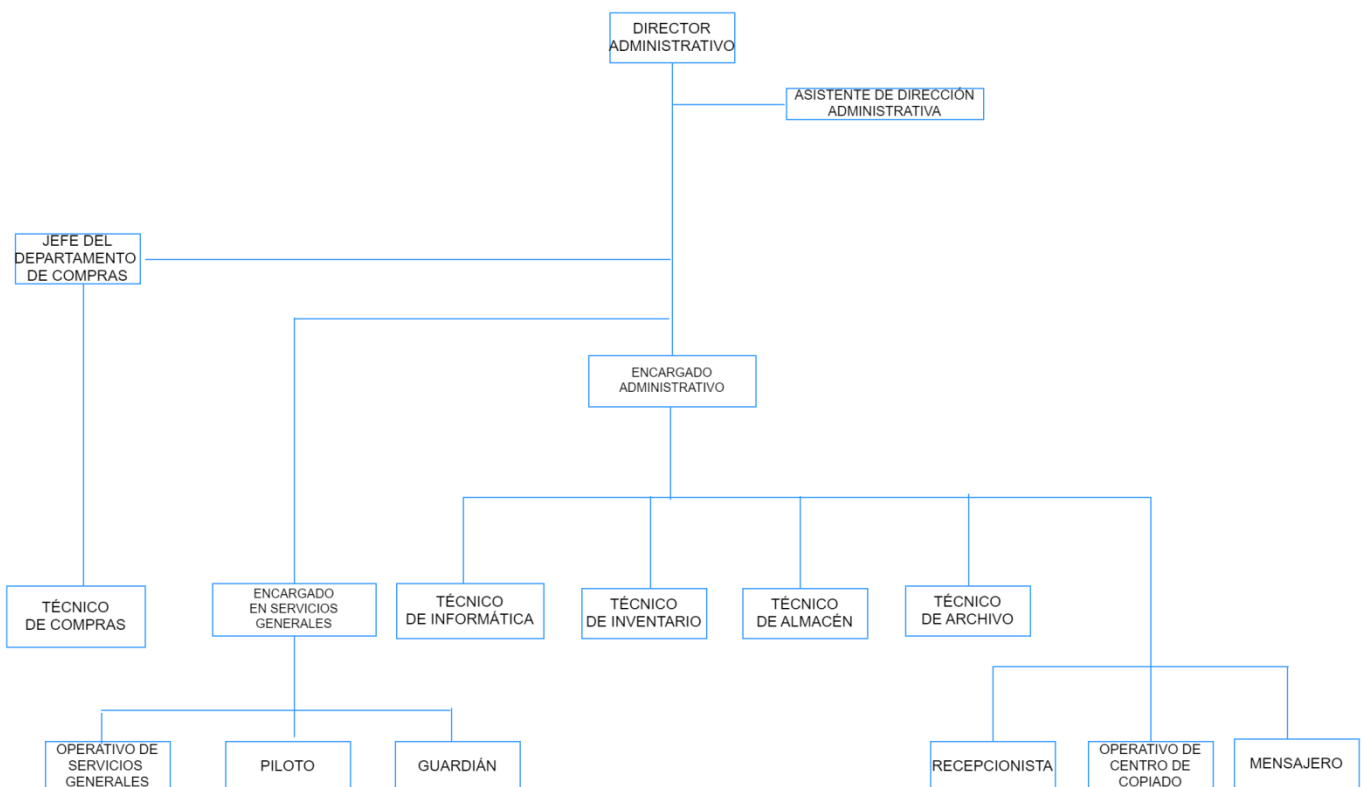 DIRECTOR
ADMINISTRATIVO
ASISTENTE DE DIRECCIÓN
ADMINISTRATIVA
JEFE DEL
DEPARTAMENTO
DE COMPRAS
ENCARGADO
ADMINISTRATIVO
TÉCNICO
DE COMPRAS
ENCARGADO
EN SERVICIOS
GENERALES
TÉCNICO
DE INFORMÁTICA
TÉCNICO
DE INVENTARIO
TÉCNICO
DE ALMACÉN
TÉCNICO
DE ARCHIVO
OPERATIVO DE
SERVICIOS
GENERALES
PILOTO
GUARDIÁN
RECEPCIONISTA
OPERATIVO DE
CENTRO DE
COPIADO
MENSAJERO